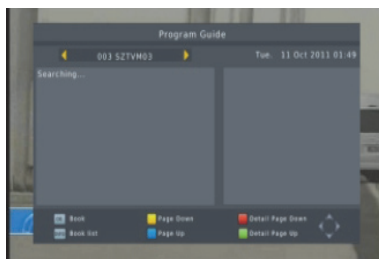 Program Guide
003 SZTVM03 Tue. 11 Oct 2011 01:49
Searching...
OK Book Page Down Detail Page Down
Book list Page Up Detail Page Up